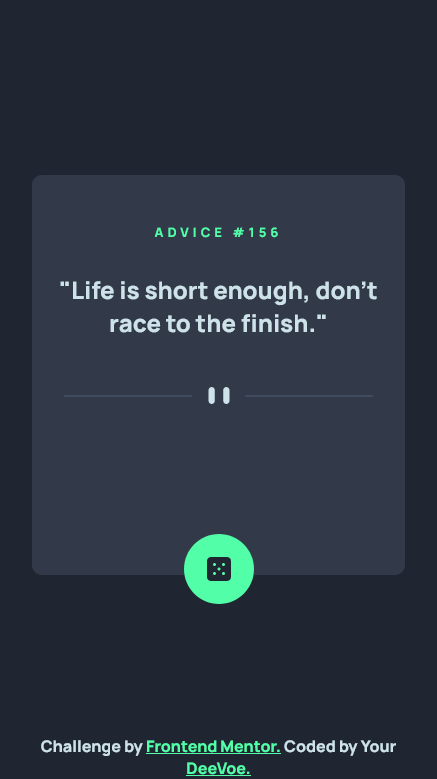 ADVICE #156
"Life is short enough, don't
race to the finish."
Challenge by Frontend Mentor. Coded by Your
DeeVoe.